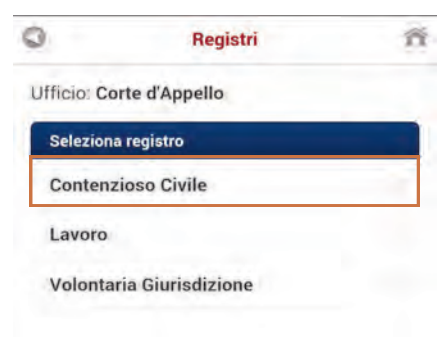 Registri
Ufficio: Corte d'Appello
Seleziona registro
Contenzioso Civile
Lavoro
Volontaria Giurisdizione